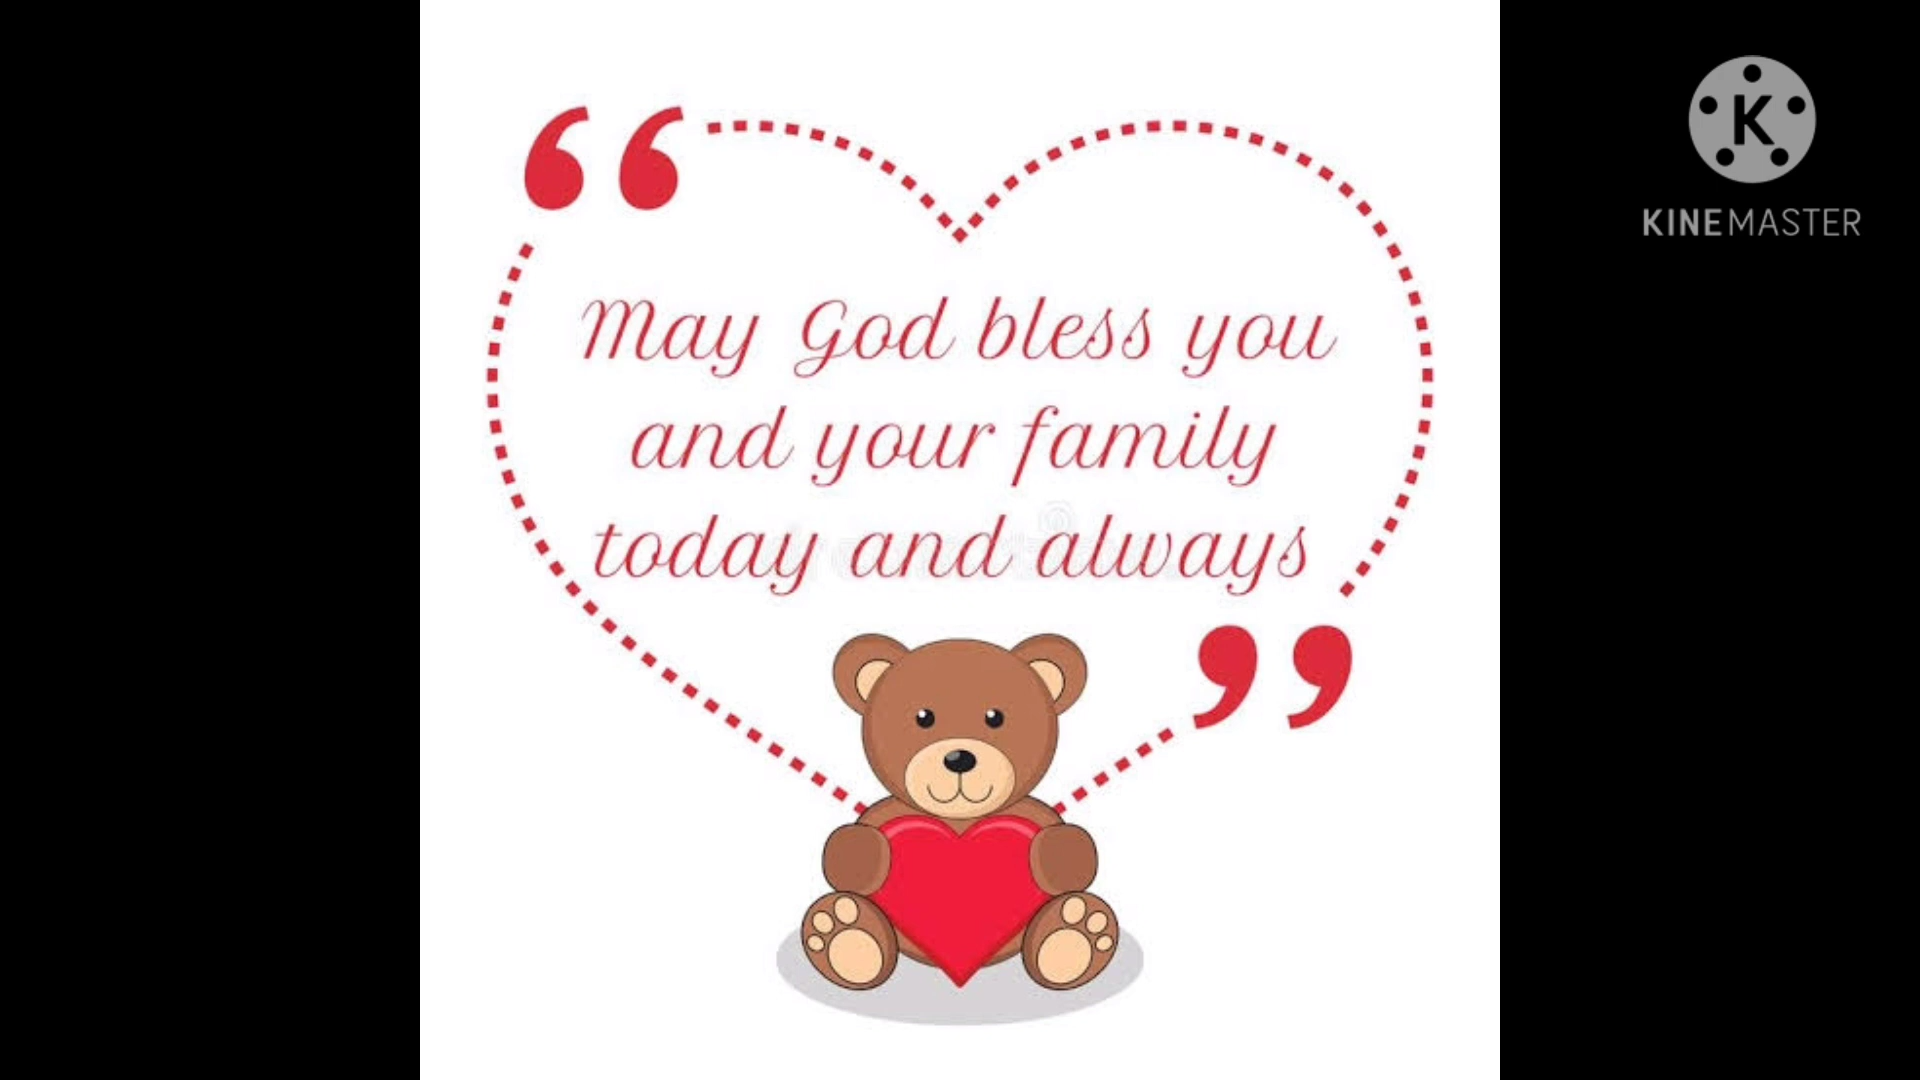 May God bless you
and your family
today and always
K
KINEMASTER